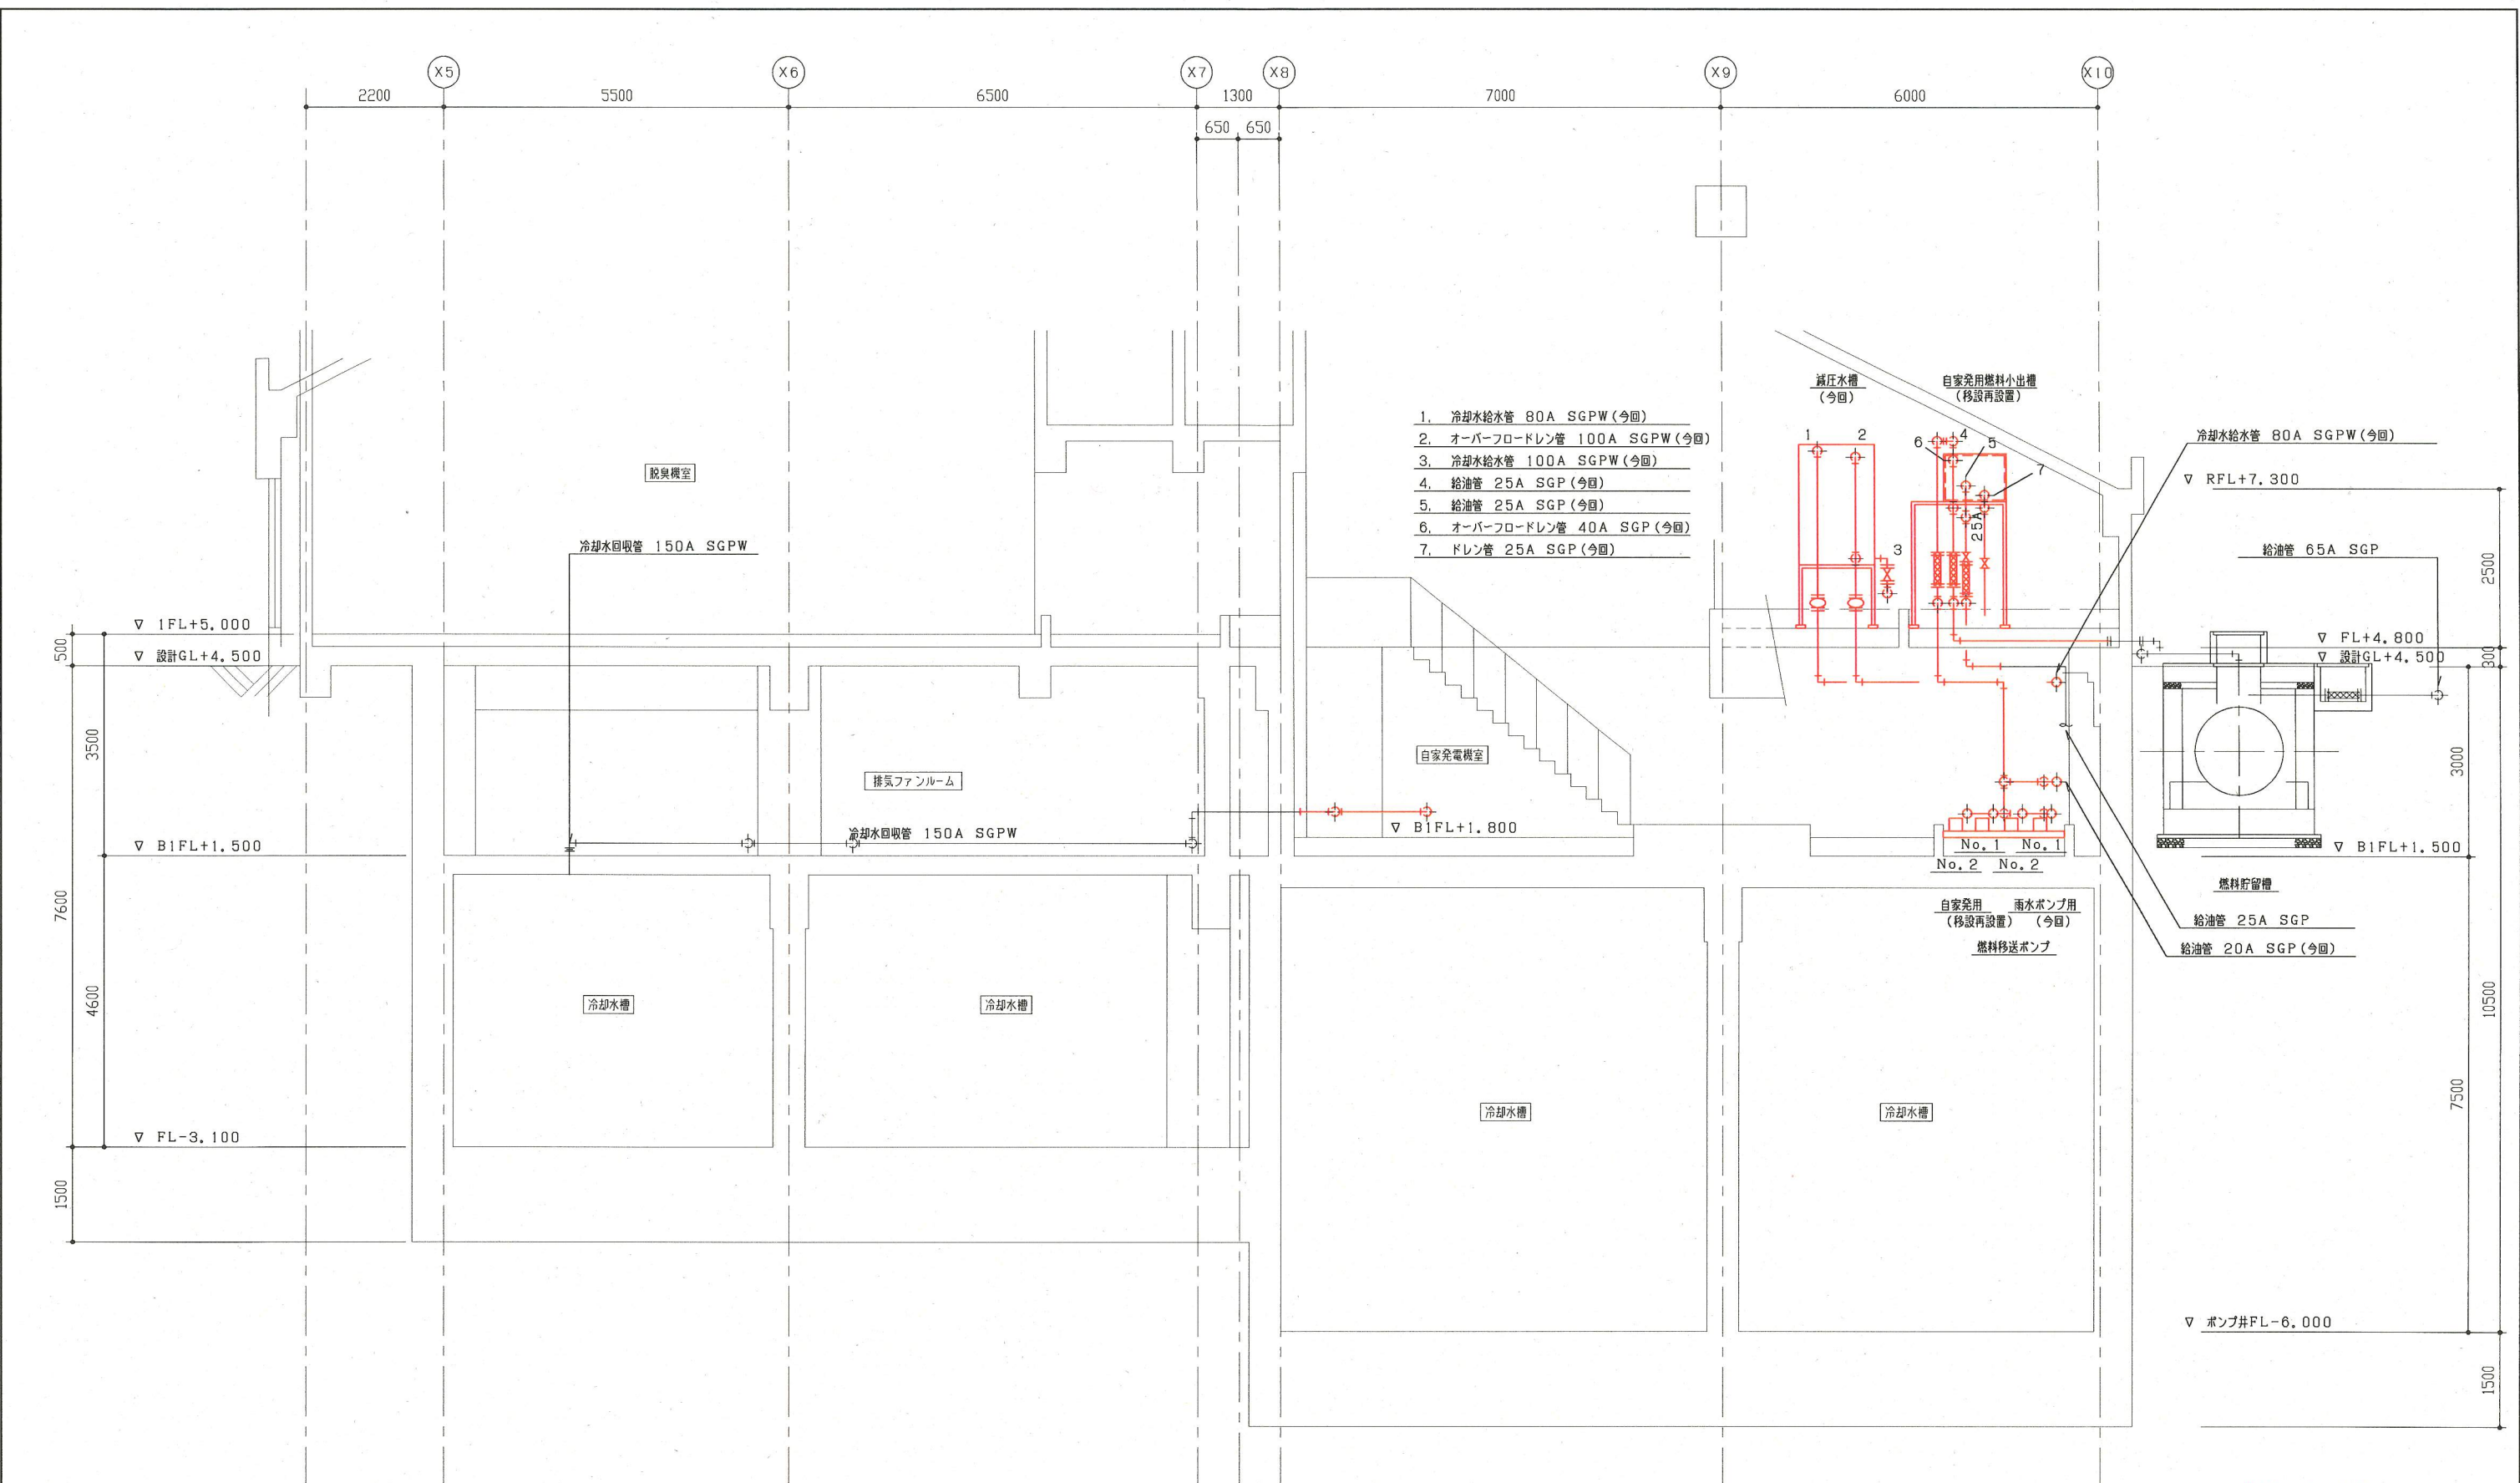 X5
X6
X7
X8
X9
X10
2200
5500
6500
1300
7000
6000
650
650
減圧水槽
(今回)
自家発用燃料小出槽
(移設再設置)
1. 冷却水給水管 80A SGPW(今回)
2. オーバーフロードレン管 100A SGPW(今回)
3. 冷却水給水管 100A SGPW(今回)
4. 給油管 25A SGP(今回)
5. 給油管 25A SGP(今回)
6. オーバーフロードレン管 40A SGP(今回)
7. ドレン管 25A SGP(今回)
1
2
3
6
4
5
7
25A
冷却水給水管 80A SGPW(今回)
▽ RFL+7.300
給油管 65A SGP
2500
脱臭機室
冷却水回収管 150A SGPW
▽ 1FL+5.000
500
▽ 設計GL+4.500
▽ FL+4.800
▽ 設計GL+4.500
300
3500
排気ファンルーム
自家発電機室
3000
冷却水回収管 150A SGPW
▽ B1FL+1.800
▽ B1FL+1.500
No.1 No.1
No.2 No.2
▽ B1FL+1.500
燃料貯留槽
自家発用 雨水ポンプ用
(移設再設置) (今回)
燃料移送ポンプ
給油管 25A SGP
給油管 20A SGP(今回)
7600
4600
冷却水槽
冷却水槽
冷却水槽
冷却水槽
10500
7500
▽ FL-3.100
1500
▽ ポンプ井FL-6.000
1500